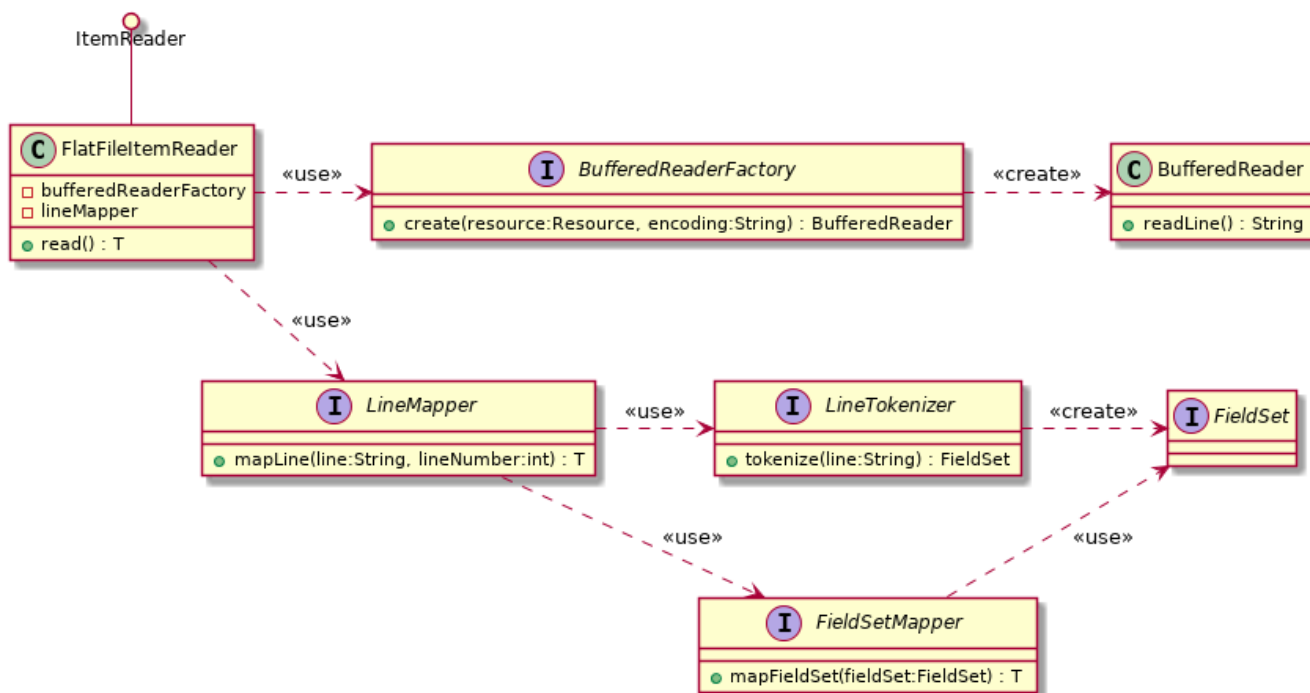 ItemReader
C FlatFileItemReader
bufferedReaderFactory
lineMapper
read() : T
«use»
I BufferedReaderFactory
create(resource:Resource, encoding:String) : BufferedReader
«create»
C BufferedReader
readLine() : String
«use»
I LineMapper
mapLine(line:String, lineNumber:int) : T
«use»
I LineTokenizer
tokenize(line:String) : FieldSet
«create»
I FieldSet
«use»
«use»
I FieldSetMapper
mapFieldSet(fieldSet:FieldSet) : T